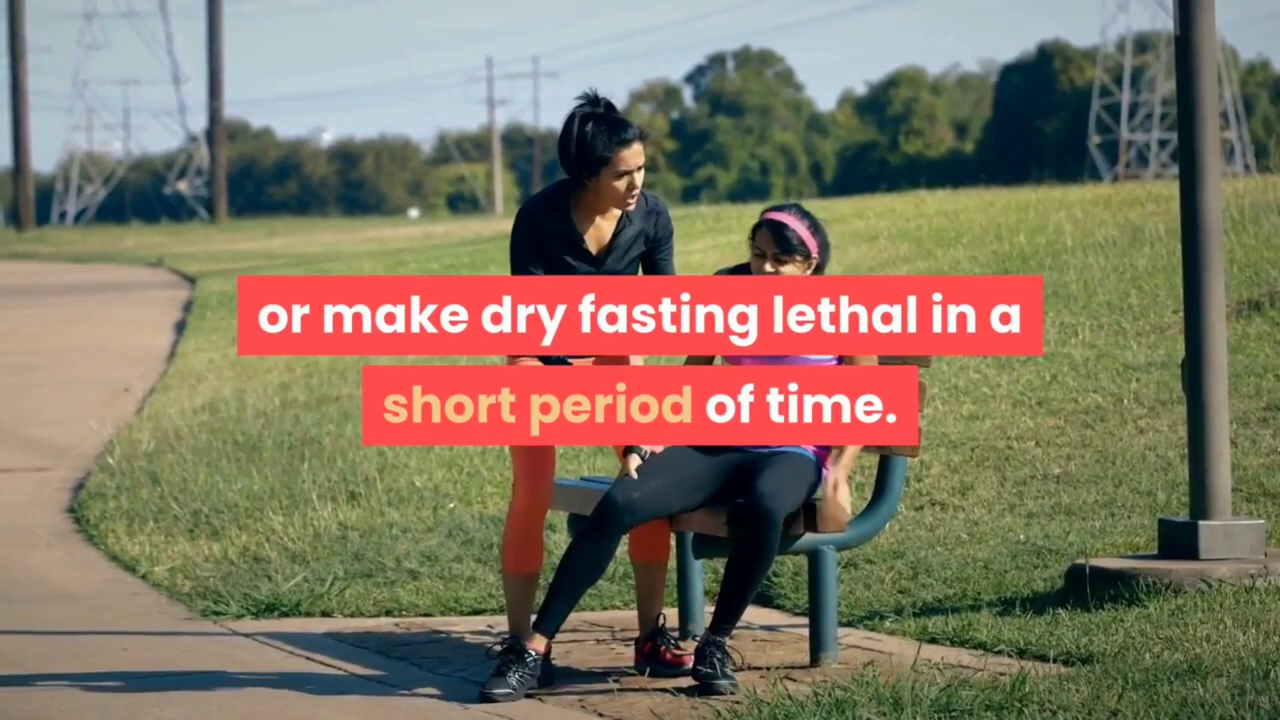 or make dry fasting lethal in a
short period of time.